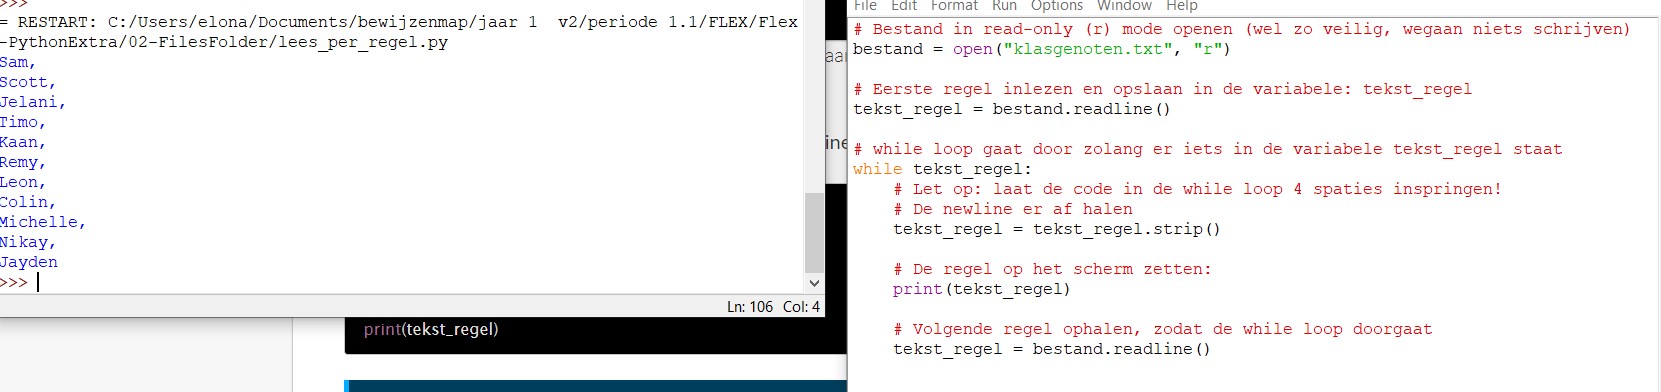 >>>
= RESTART: C:/Users/elona/Documents/bewijzenmap/jaar 1  v2/periode 1.1/FLEX/Flex
-PythonExtra/02-FilesFolder/lees_per_regel.py
Sam,
Scott,
Jelani,
Timo,
Kaan,
Remy,
Leon,
Colin,
Michelle,
Nikay,
Jayden
>>>
Ln: 106  Col: 4
print(tekst_regel)
File  Edit  Format  Run  Options  Window  Help
# Bestand in read-only (r) mode openen (wel zo veilig, wegaan niets schrijven)
bestand = open("klasgenoten.txt", "r")
# Eerste regel inlezen en opslaan in de variabele: tekst_regel
tekst_regel = bestand.readline()
# while loop gaat door zolang er iets in de variabele tekst_regel staat
while tekst_regel:
    # Let op: laat de code in de while loop 4 spaties inspringen!
    # De newline er af halen
    tekst_regel = tekst_regel.strip()
    # De regel op het scherm zetten:
    print(tekst_regel)
    # Volgende regel ophalen, zodat de while loop doorgaat
    tekst_regel = bestand.readline()